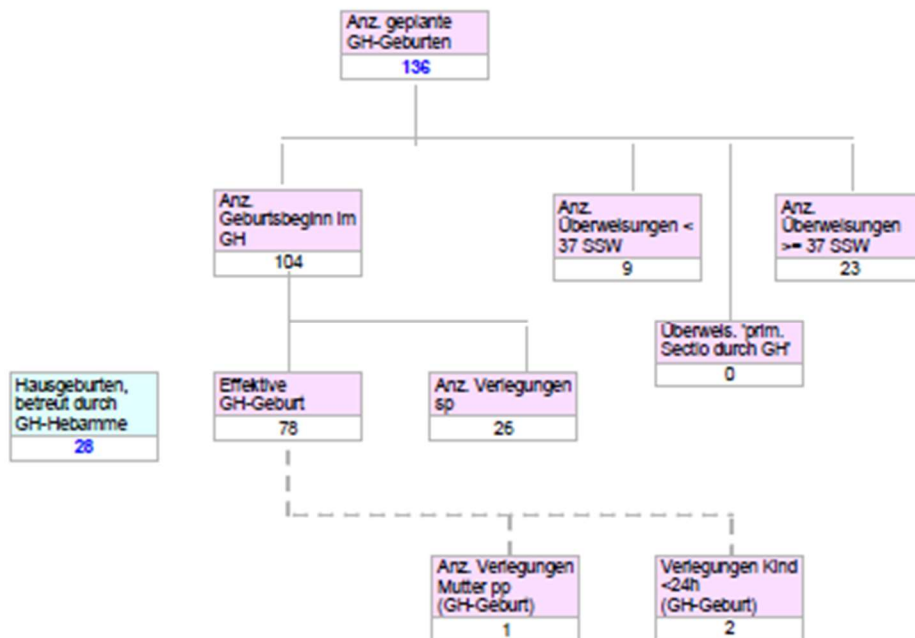 Anz. geplante
GH-Geburten
136
Anz.
Geburtsbeginn im
GH
104
Anz.
Überweisungen <
37 SSW
9
Anz.
Überweisungen
>= 37 SSW
23
Überweis. 'prim.
Sectio durch GH'
0
Hausgeburten,
betreut durch
GH-Hebamme
28
Effektive
GH-Geburt
78
Anz. Verlegungen
sp
26
Anz. Verlegungen
Mutter pp
(GH-Geburt)
1
Verlegungen Kind
<24h
(GH-Geburt)
2